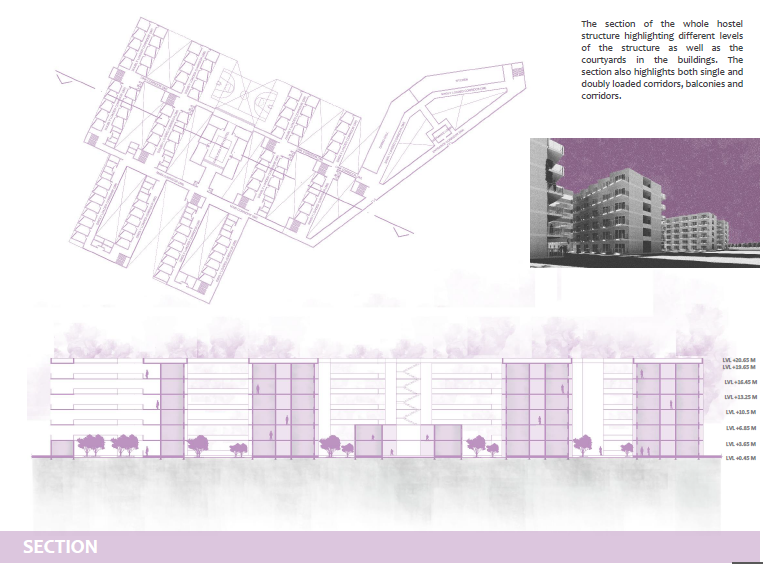 The section of the whole hostel
structure highlighting different levels
of the structure as well as the
courtyards in the buildings. The
section also highlights both single and
doubly loaded corridors, balconies and
corridors.
KITCHEN
LVL +20.65 M
LVL +19.65 M
LVL +16.45 M
LVL +13.25 M
LVL +10.5 M
LVL +6.85 M
LVL +3.65 M
LVL +0.45 M
SECTION